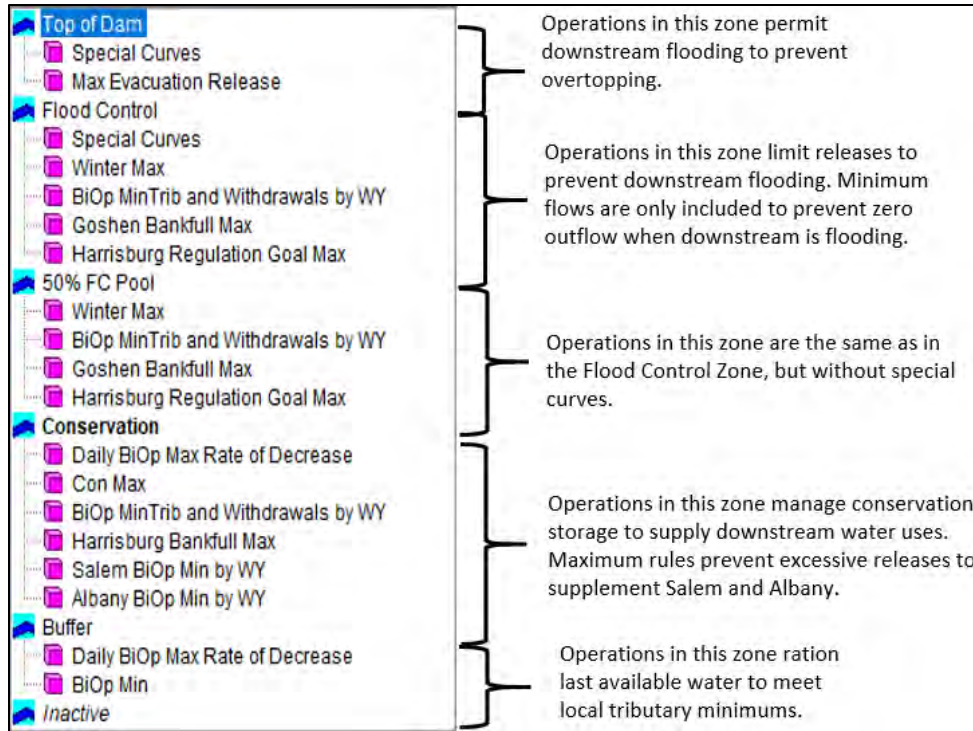 Top of Dam
Special Curves
Max Evacuation Release
Flood Control
Special Curves
Winter Max
BiOp MinTrib and Withdrawals by WY
Goshen Bankfull Max
Harrisburg Regulation Goal Max
50% FC Pool
Winter Max
BiOp MinTrib and Withdrawals by WY
Goshen Bankfull Max
Harrisburg Regulation Goal Max
Conservation
Daily BiOp Max Rate of Decrease
Con Max
BiOp MinTrib and Withdrawals by WY
Harrisburg Bankfull Max
Salem BiOp Min by WY
Albany BiOp Min by WY
Buffer
Daily BiOp Max Rate of Decrease
BiOp Min
Inactive
Operations in this zone permit
downstream flooding to prevent
overtopping.
Operations in this zone limit releases to
prevent downstream flooding. Minimum
flows are only included to prevent zero
outflow when downstream is flooding.
Operations in this zone are the same as in
the Flood Control Zone, but without special
curves.
Operations in this zone manage conservation
storage to supply downstream water uses.
Maximum rules prevent excessive releases to
supplement Salem and Albany.
Operations in this zone ration
last available water to meet
local tributary minimums.